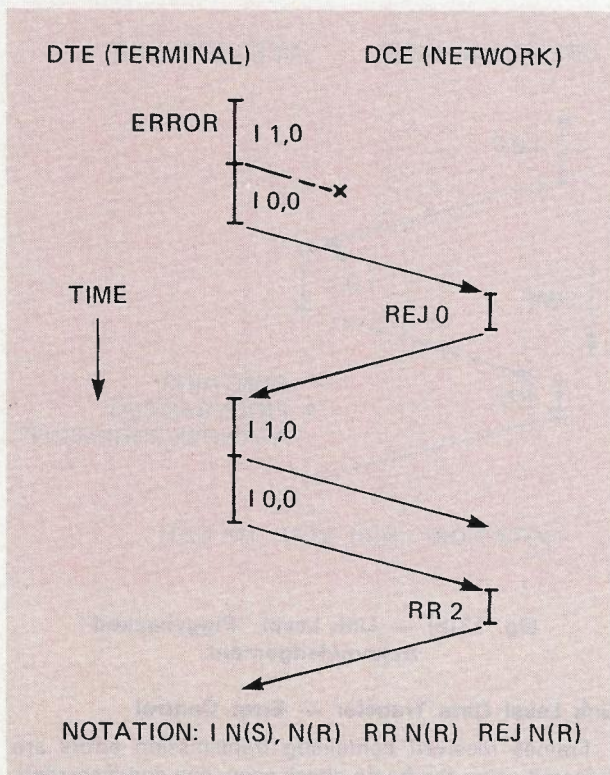 DTE (TERMINAL) DCE (NETWORK)
ERROR
I 1,0
I 0,0
TIME
REJ 0
I 1,0
I 0,0
RR 2
NOTATION: I N(S), N(R) RR N(R) REJ N(R)